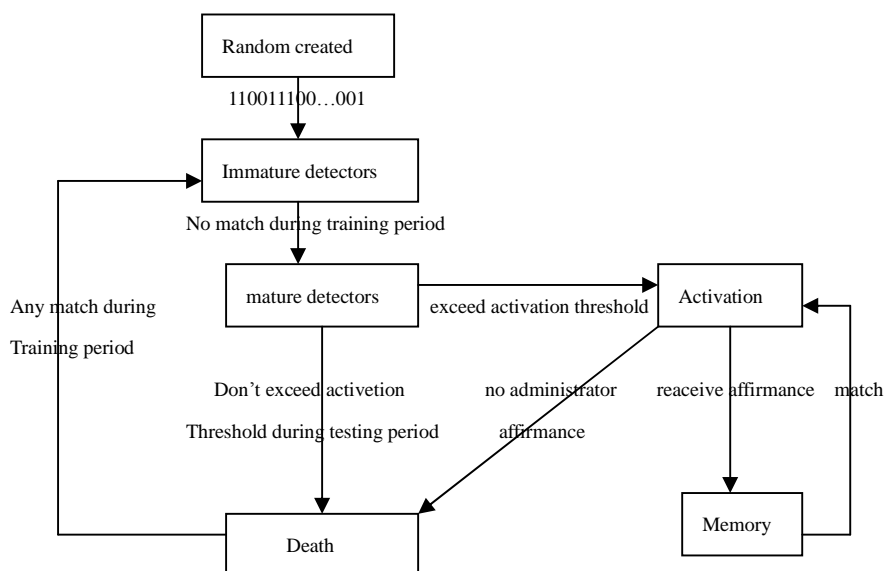 Random created
110011100…001
Immature detectors
No match during training period
mature detectors
exceed activation threshold
Activation
Any match during
Training period
Don’t exceed activetion
Threshold during testing period
no administrator
affirmance
reaceive affirmance
match
Memory
Death